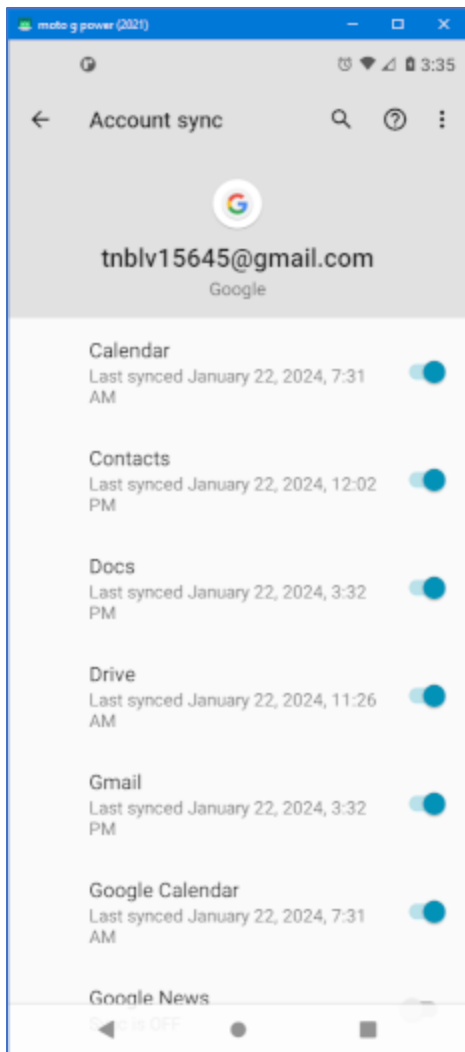 moto g power (2021)
3:35
Account sync
G
tnblv15645@gmail.com
Google
Calendar
Last synced January 22, 2024, 7:31
AM
Contacts
Last synced January 22, 2024, 12:02
PM
Docs
Last synced January 22, 2024, 3:32
PM
Drive
Last synced January 22, 2024, 11:26
AM
Gmail
Last synced January 22, 2024, 3:32
PM
Google Calendar
Last synced January 22, 2024, 7:31
AM
Google News
Sync is OFF